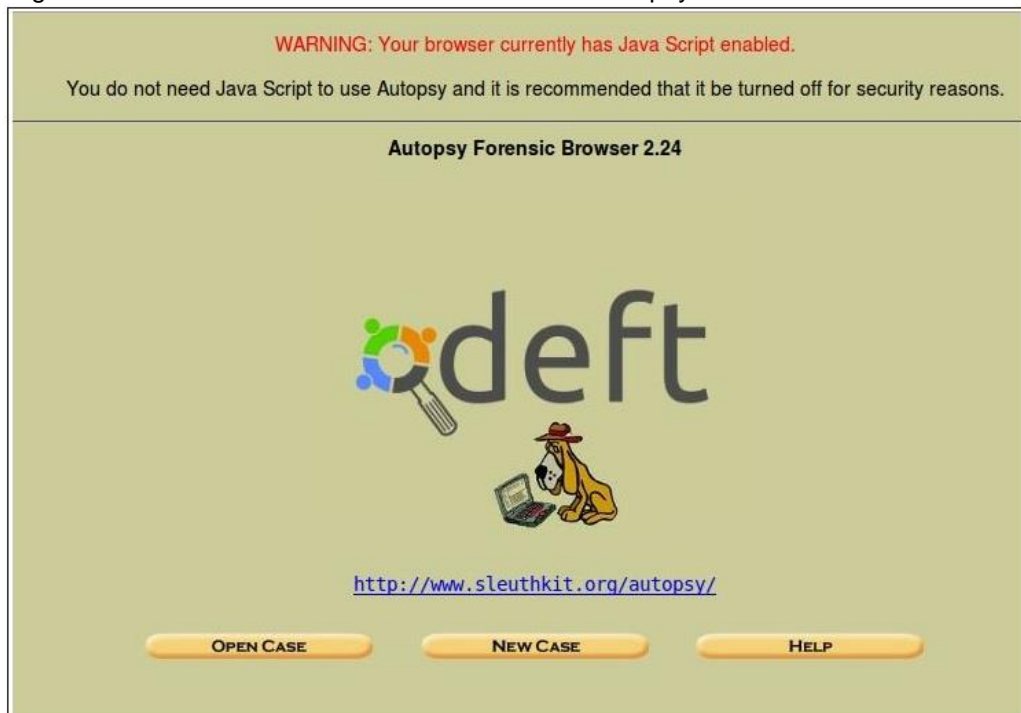 WARNING: Your browser currently has Java Script enabled.
You do not need Java Script to use Autopsy and it is recommended that it be turned off for security reasons.
Autopsy Forensic Browser 2.24
deft
http://www.sleuthkit.org/autopsy/
OPEN CASE
NEW CASE
HELP